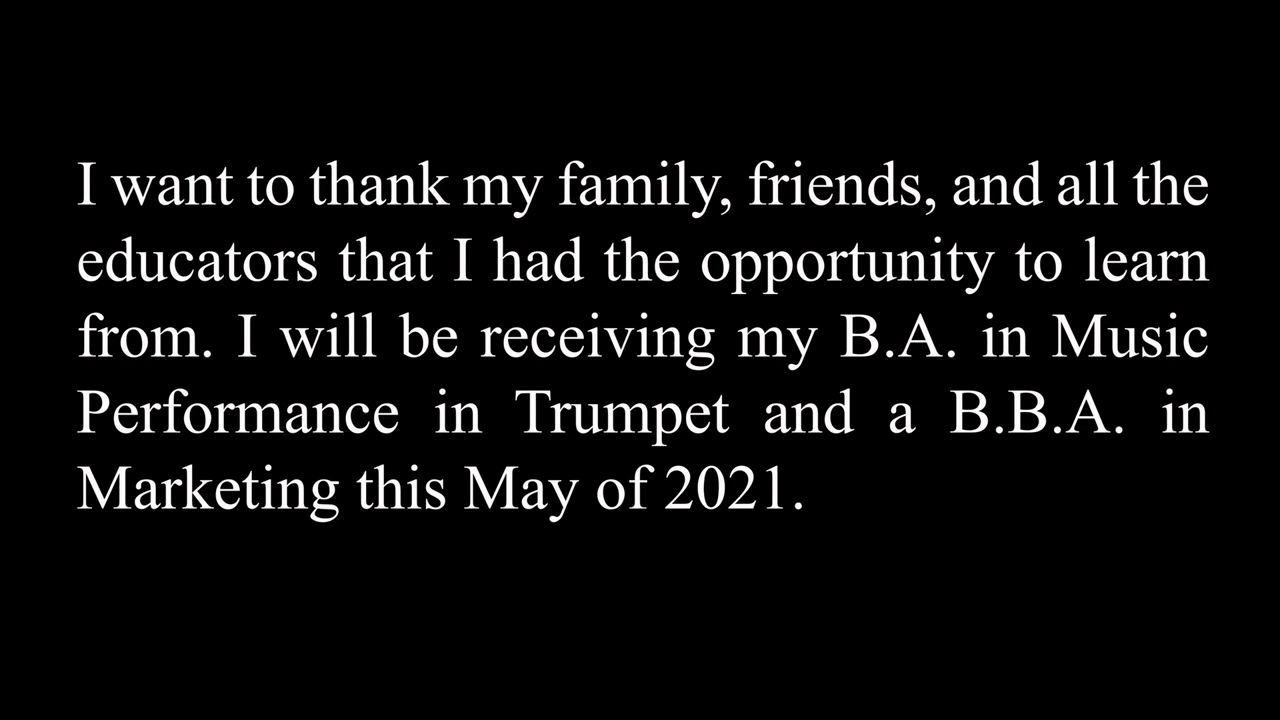 I want to thank my family, friends, and all the
educators that I had the opportunity to learn
from. I will be receiving my B.A. in Music
Performance in Trumpet and a B.B.A. in
Marketing this May of 2021.